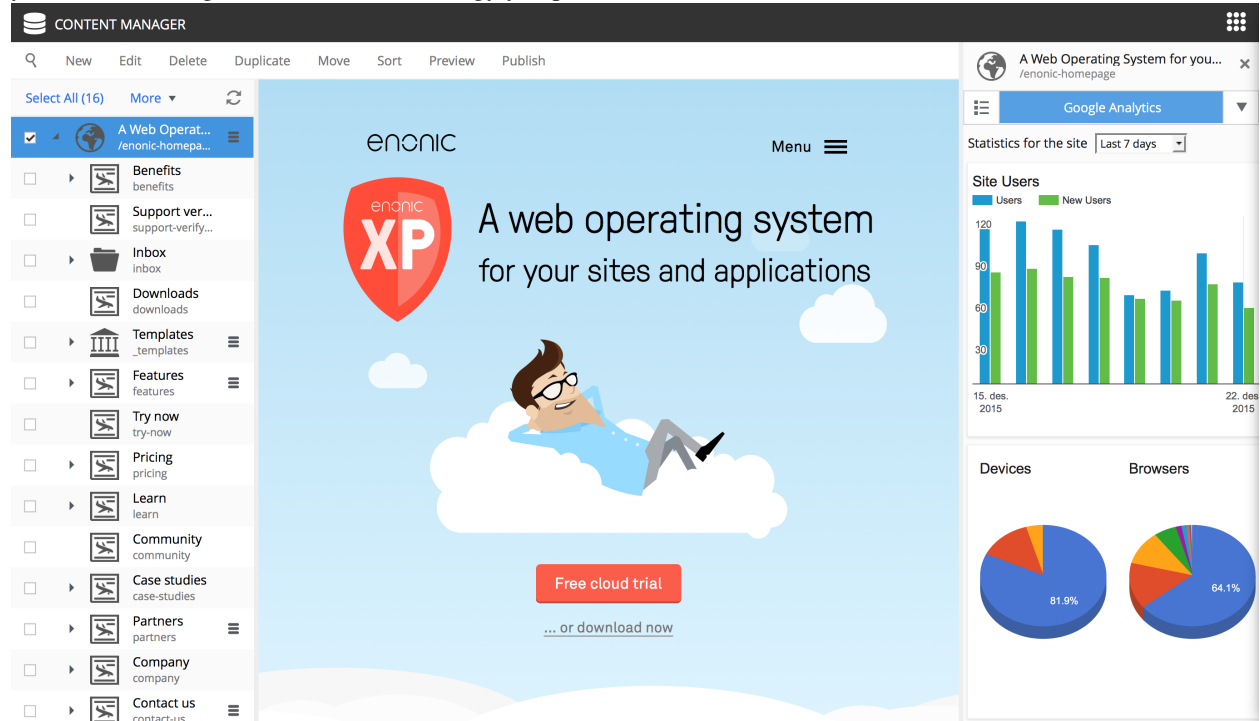 CONTENT MANAGER
New Edit Delete Duplicate Move Sort Preview Publish
Select All (16) More
A Web Operat...
/enonic-homepa...
Benefits
benefits
Support ver...
support-verify...
Inbox
inbox
Downloads
downloads
Templates
_templates
Features
features
Try now
try-now
Pricing
pricing
Learn
learn
Community
community
Case studies
case-studies
Partners
partners
Company
company
Contact us
contact-us
enonic
Menu
enonic
XP
A web operating system
for your sites and applications
Free cloud trial
... or download now
A Web Operating System for you...
/enonic-homepage
Google Analytics
Statistics for the site Last 7 days
Site Users
Users New Users
120
90
60
30
15. des.
2015
22. des
2015
Devices Browsers
81.9%
64.1%